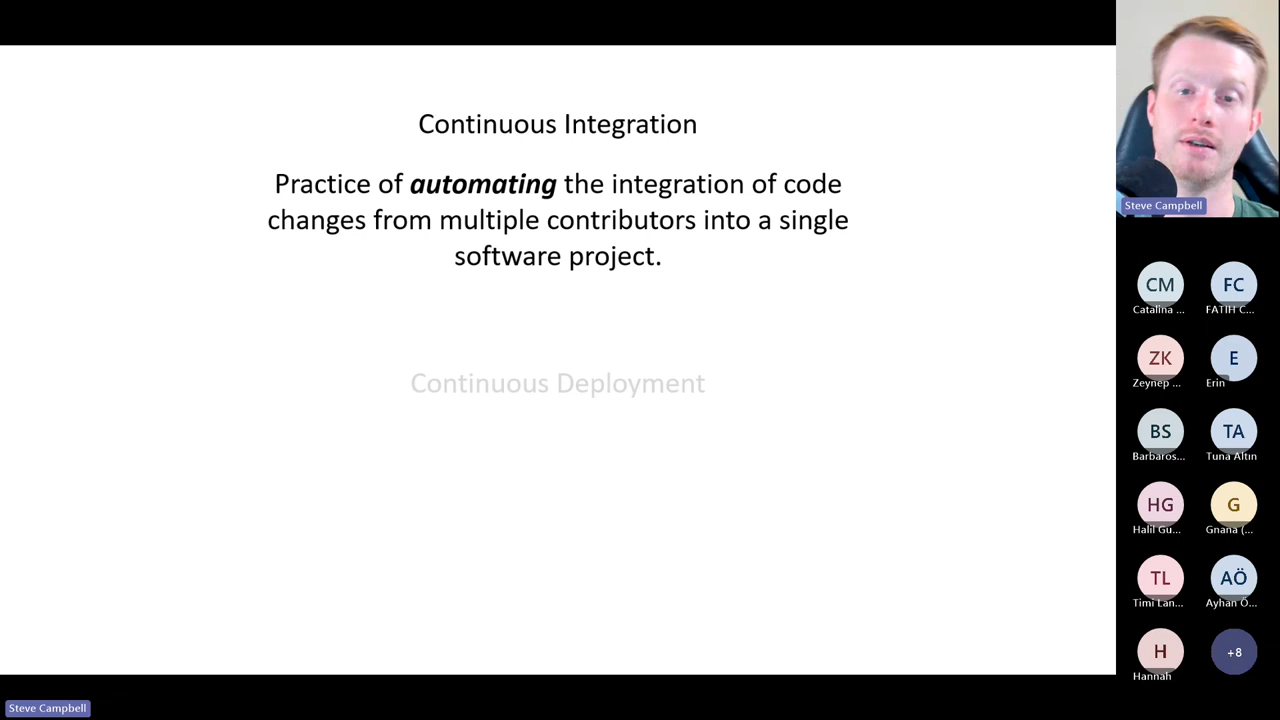 Continuous Integration
Practice of automating the integration of code
changes from multiple contributors into a single
software project.
Continuous Deployment
Steve Campbell
CM
FC
Catalina ...
FATIH C...
ZK
E
Zeynep ...
Erin
BS
TA
Barbaros...
Tuna Altın
HG
G
Halil Gu...
Gnana (...
TL
AÖ
Timi Lan...
Ayhan Ö...
H
+8
Hannah
Steve Campbell